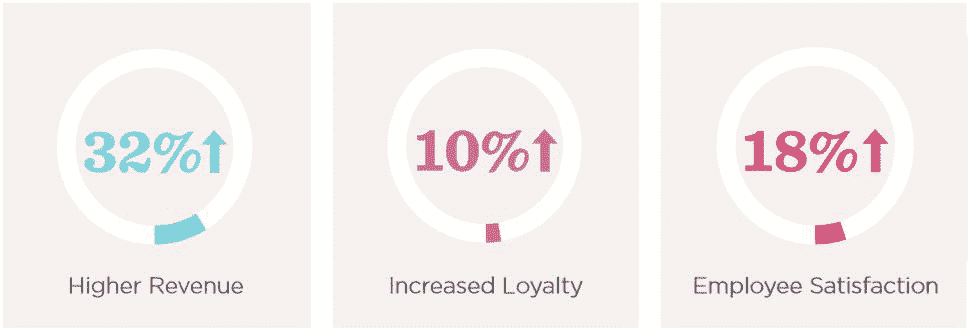 32%↑
10%↑
18%↑
Higher Revenue
Increased Loyalty
Employee Satisfaction